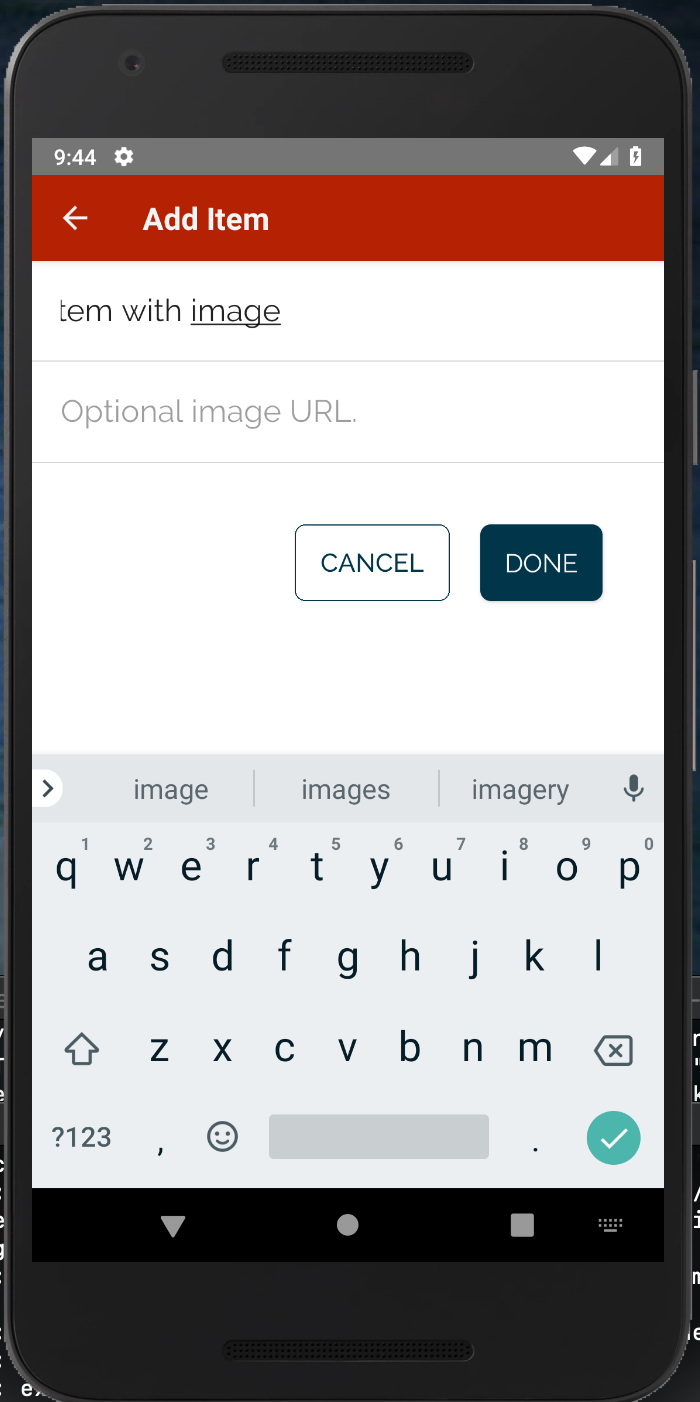 9:44
Add Item
tem with image
Optional image URL.
CANCEL DONE
image images imagery
1 2 3 4 5 6 7 8 9 0
q w e r t y u i o p
a s d f g h j k l
z x c v b n m
?123 , .